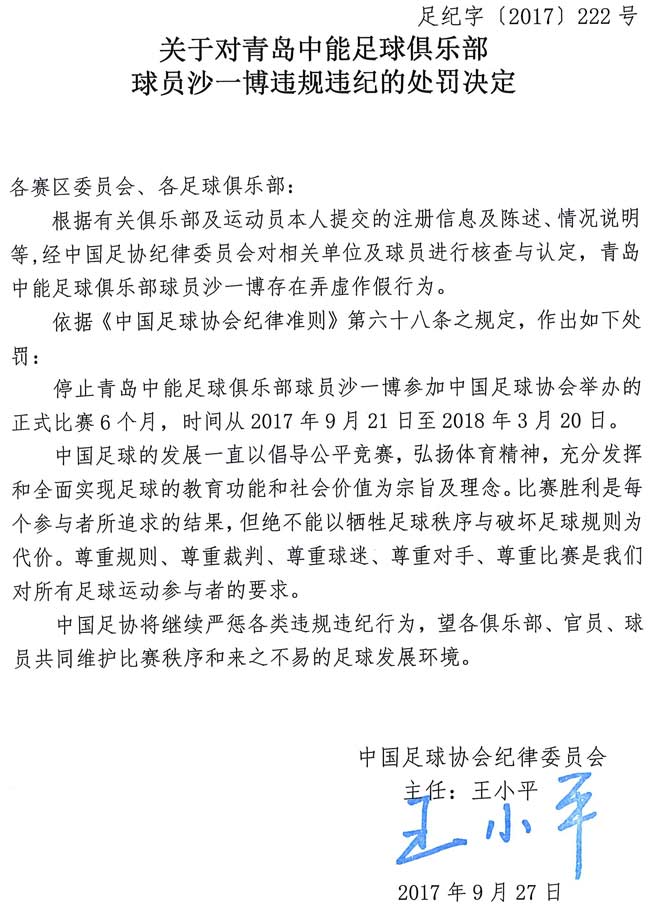 足纪字〔2017〕222 号
关于对青岛中能足球俱乐部
球员沙一博违规违纪的处罚决定
各赛区委员会、各足球俱乐部：
根据有关俱乐部及运动员本人提交的注册信息及陈述、情况说明
等,经中国足协纪律委员会对相关单位及球员进行核查与认定，青岛
中能足球俱乐部球员沙一博存在弄虚作假行为。
依据《中国足球协会纪律准则》第六十八条之规定，作出如下处
罚：
停止青岛中能足球俱乐部球员沙一博参加中国足球协会举办的
正式比赛 6 个月，时间从 2017 年 9 月 21 日至 2018 年 3 月 20 日。
中国足球的发展一直以倡导公平竞赛，弘扬体育精神，充分发挥
和全面实现足球的教育功能和社会价值为宗旨及理念。比赛胜利是每
个参与者所追求的结果，但绝不能以牺牲足球秩序与破坏足球规则为
代价。尊重规则、尊重裁判、尊重球迷、尊重对手、尊重比赛是我们
对所有足球运动参与者的要求。
中国足协将继续严惩各类违规违纪行为，望各俱乐部、官员、球
员共同维护比赛秩序和来之不易的足球发展环境。
中国足球协会纪律委员会
主任：王小平
王小平
2017 年 9 月 27 日